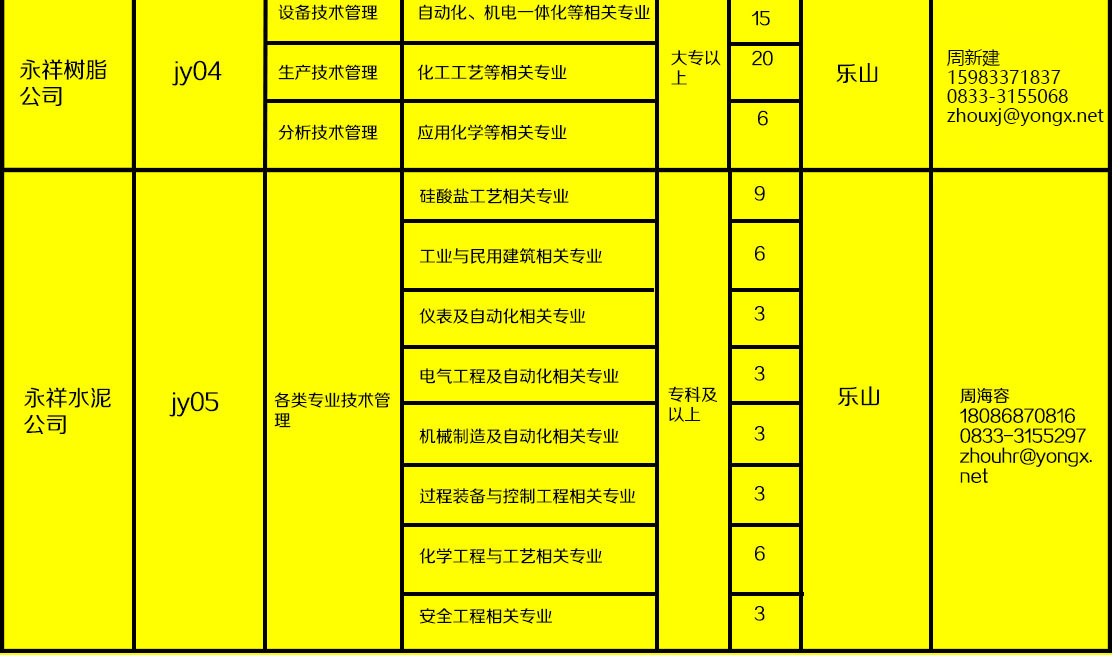 设备技术管理
自动化、机电一体化等相关专业
15
永祥树脂
公司
jy04
生产技术管理
化工工艺等相关专业
大专以
上
20
乐山
周新建
15983371837
0833-3155068
zhouxj@yongx.net
分析技术管理
应用化学等相关专业
6
永祥水泥
公司
jy05
各类专业技术管
理
硅酸盐工艺相关专业
9
工业与民用建筑相关专业
6
仪表及自动化相关专业
3
电气工程及自动化相关专业
3
机械制造及自动化相关专业
3
过程装备与控制工程相关专业
3
化学工程与工艺相关专业
6
安全工程相关专业
3
专科及
以上
乐山
周海容
18086870816
0833-3155297
zhouhr@yongx.
net